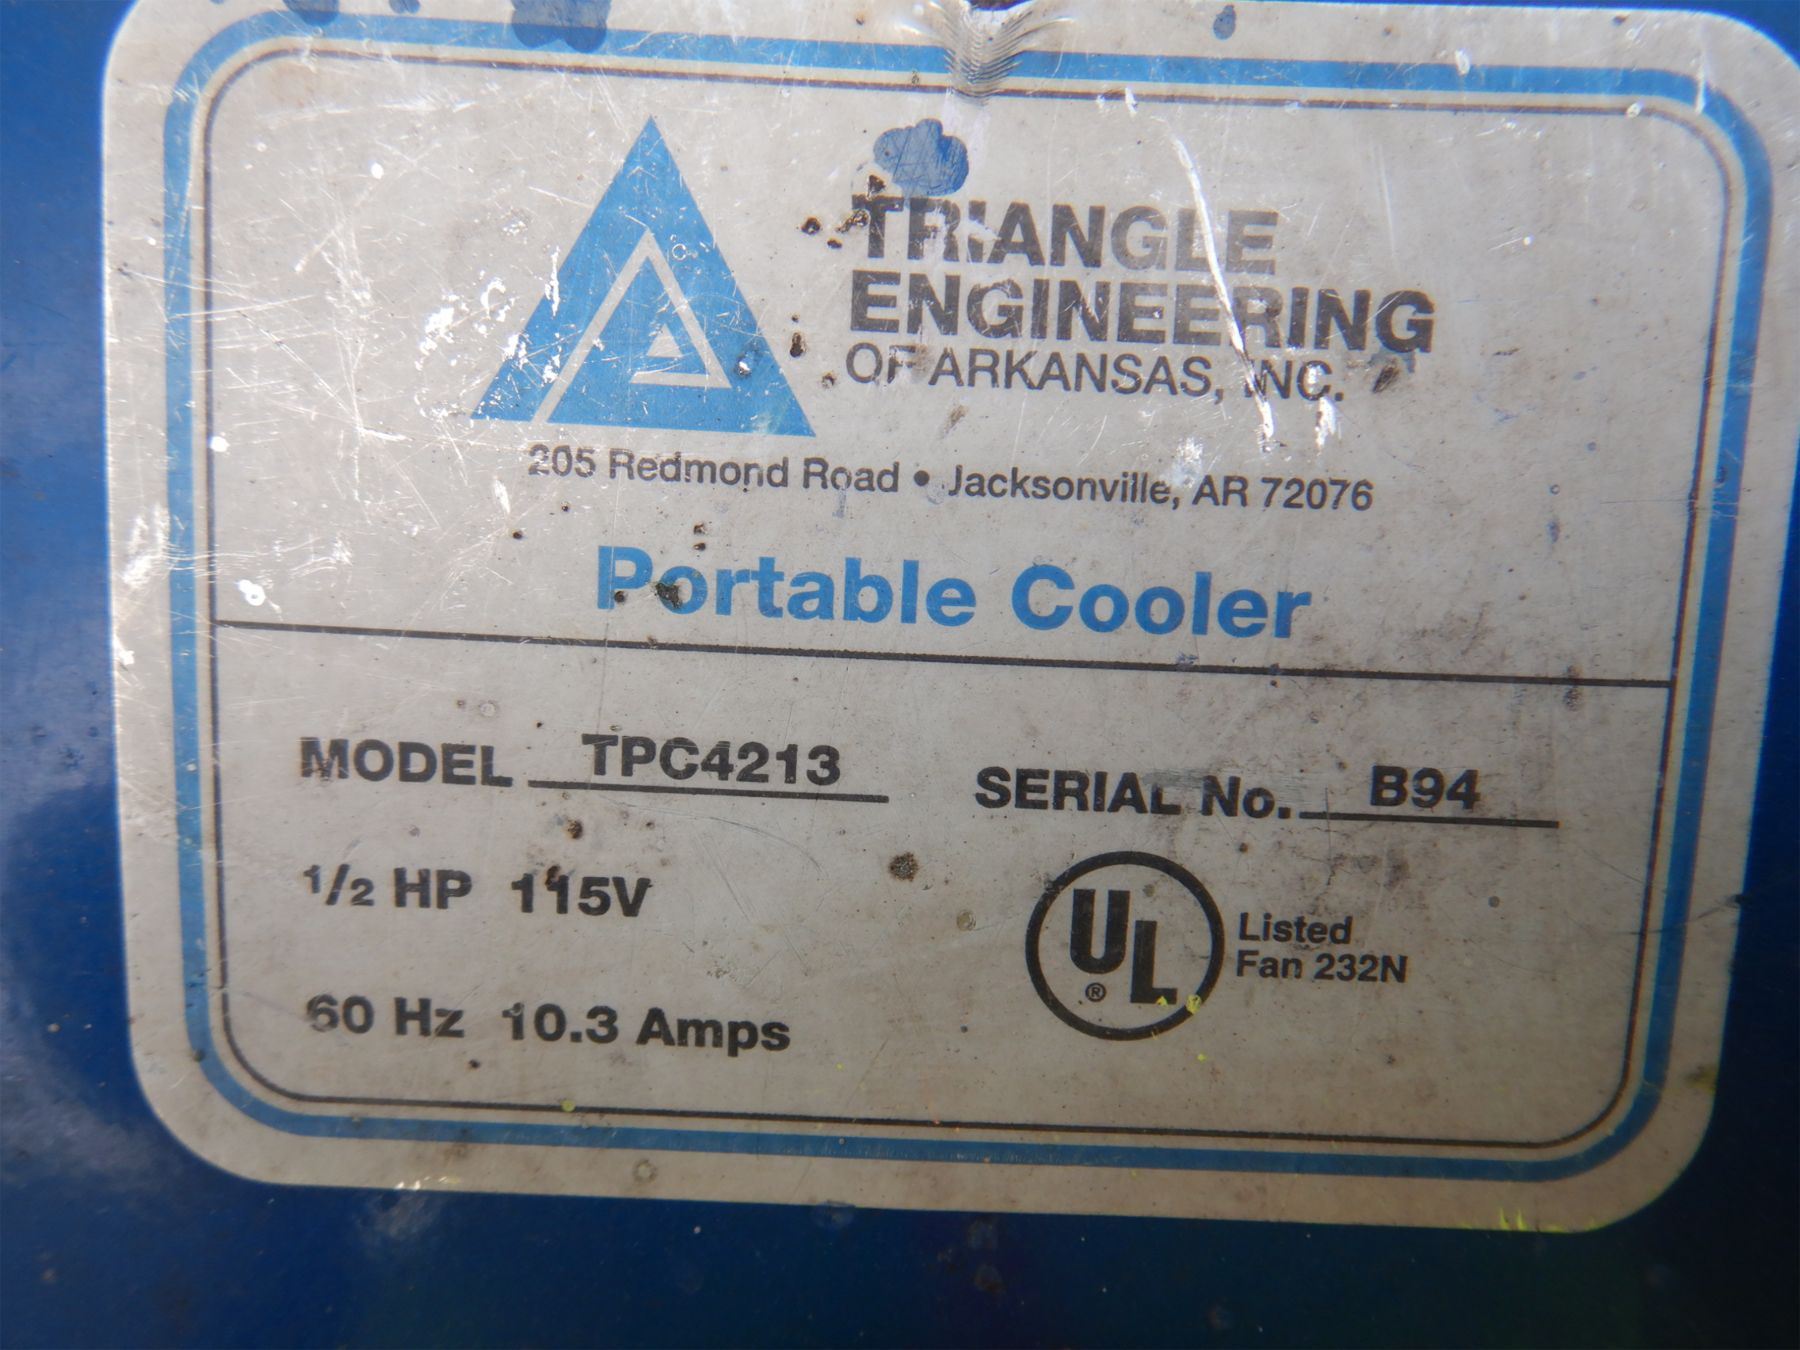 TRIANGLE
ENGINEERING
OF ARKANSAS, INC.
205 Redmond Road • Jacksonville, AR 72076
Portable Cooler
MODEL TPC4213 SERIAL No. B94
1/2 HP 115V
60 Hz 10.3 Amps
UL ®
Listed
Fan 232N